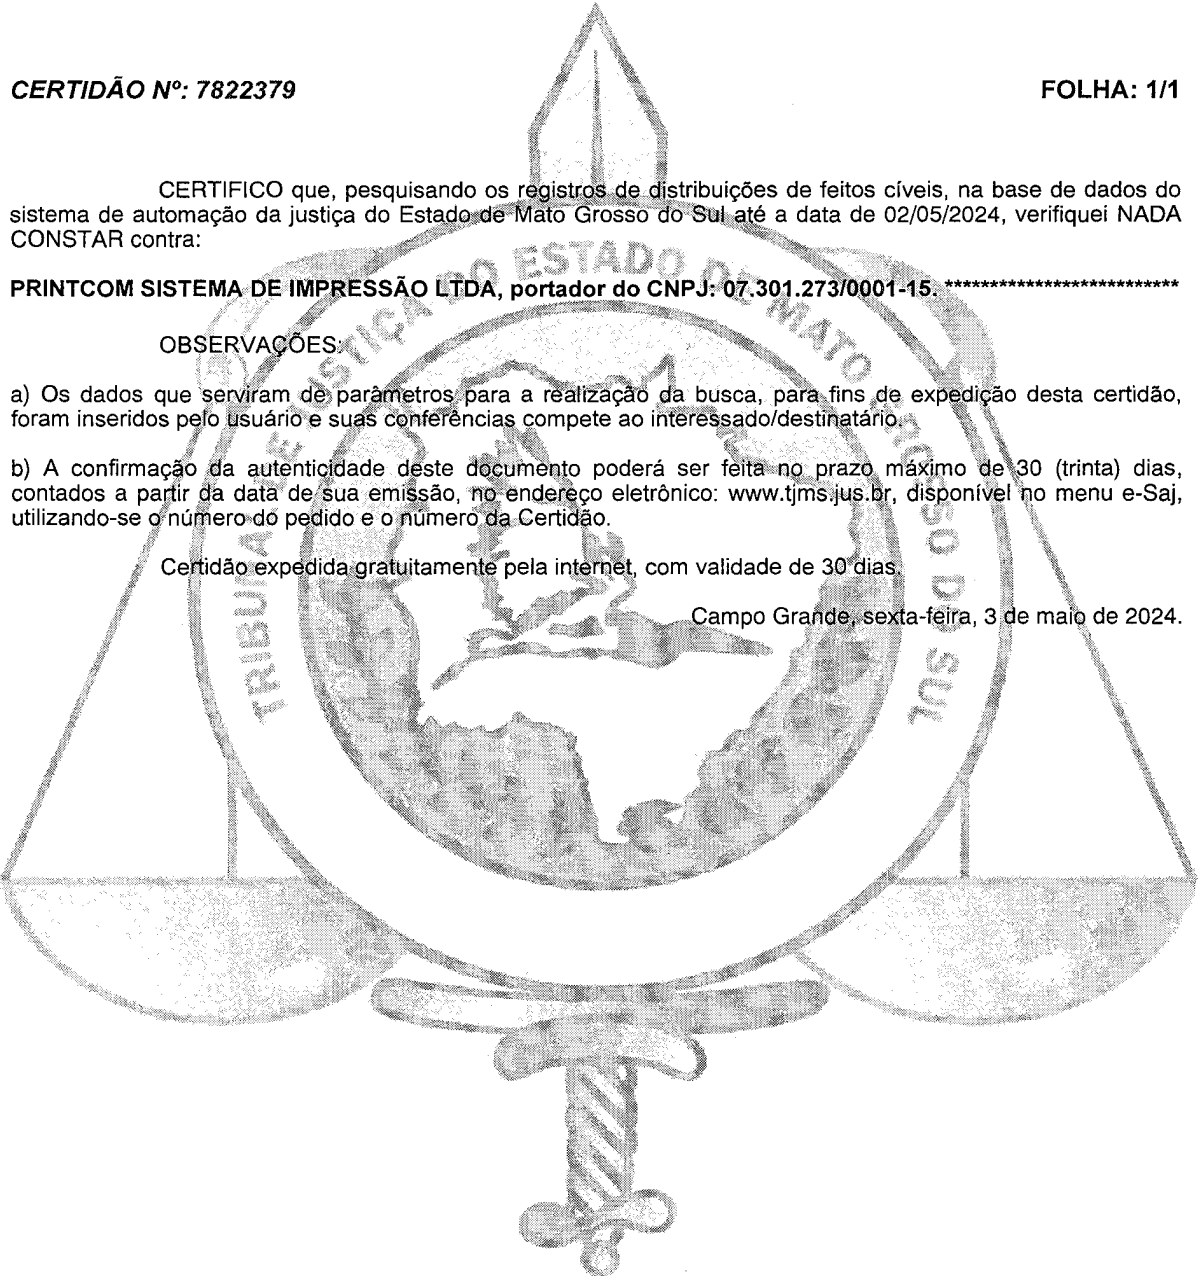 CERTIDÃO Nº: 7822379 FOLHA: 1/1
CERTIFICO que, pesquisando os registros de distribuições de feitos cíveis, na base de dados do
sistema de automação da justiça do Estado de Mato Grosso do Sul até a data de 02/05/2024, verifiquei NADA
CONSTAR contra:
PRINTCOM SISTEMA DE IMPRESSÃO LTDA, portador do CNPJ: 07.301.273/0001-15. **************************
OBSERVAÇÕES:
a) Os dados que serviram de parâmetros para a realização da busca, para fins de expedição desta certidão,
foram inseridos pelo usuário e suas conferências compete ao interessado/destinatário.
b) A confirmação da autenticidade deste documento poderá ser feita no prazo máximo de 30 (trinta) dias,
contados a partir da data de sua emissão, no endereço eletrônico: www.tjms.jus.br, disponível no menu e-Saj,
utilizando-se o número do pedido e o número da Certidão.
Certidão expedida gratuitamente pela internet, com validade de 30 dias.
Campo Grande, sexta-feira, 3 de maio de 2024.
TRIBUNAL DE JUSTIÇA DO ESTADO DE MATO GROSSO DO SUL